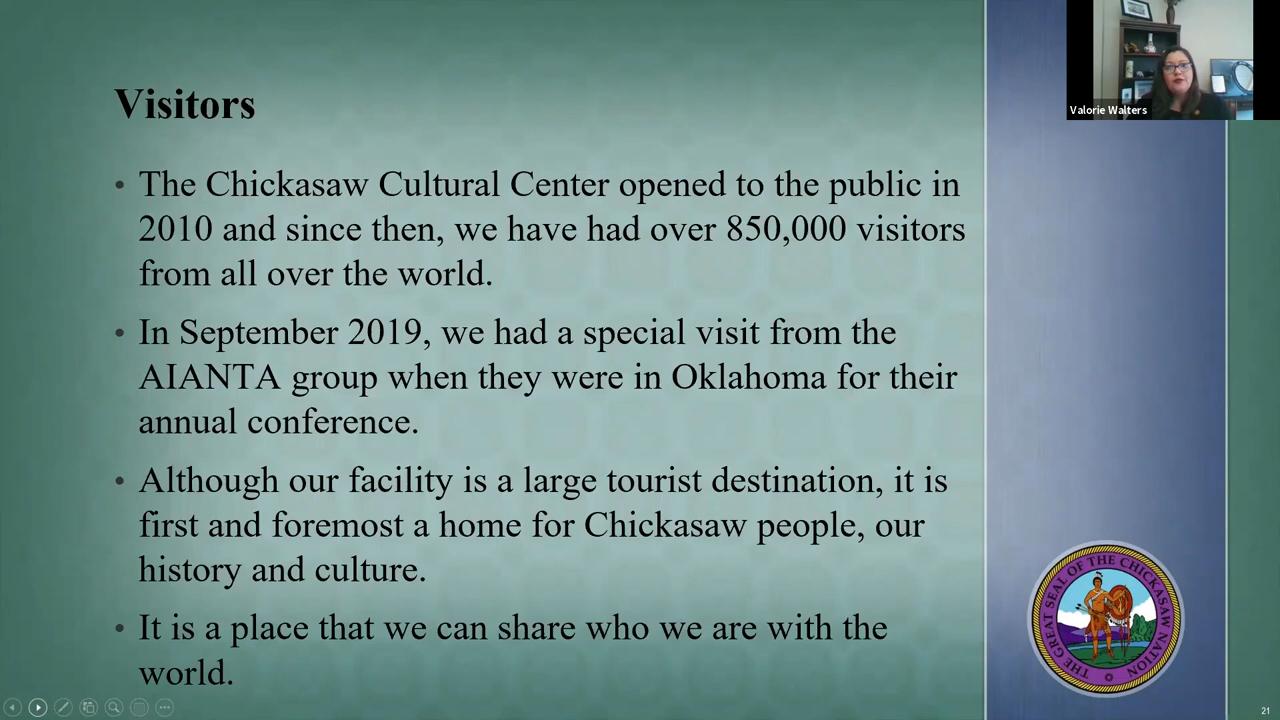 Visitors
• The Chickasaw Cultural Center opened to the public in
2010 and since then, we have had over 850,000 visitors
from all over the world.
• In September 2019, we had a special visit from the
AIANTA group when they were in Oklahoma for their
annual conference.
• Although our facility is a large tourist destination, it is
first and foremost a home for Chickasaw people, our
history and culture.
• It is a place that we can share who we are with the
world.
Valorie Walters
THE GREAT SEAL OF THE CHICKASAW NATION
21